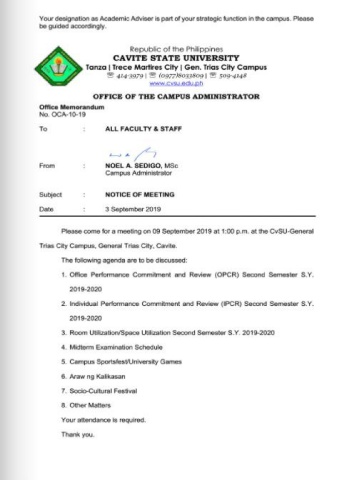 Your designation as Academic Adviser is part of your strategic function in the campus. Please
be guided accordingly.
Republic of the Philippines
CAVITE STATE UNIVERSITY
Tanza | Trece Martires City | Gen. Trias City Campus
☏ 414-3979 | ☏ (0977)8033809 | ☏ 509-4148
www.cvsu.edu.ph
OFFICE OF THE CAMPUS ADMINISTRATOR
Office Memorandum
No. OCA-10-19
To : ALL FACULTY & STAFF
From : NOEL A. SEDIGO, MSc
Campus Administrator
Subject : NOTICE OF MEETING
Date : 3 September 2019
Please come for a meeting on 09 September 2019 at 1:00 p.m. at the CvSU-General
Trias City Campus, General Trias City, Cavite.
The following agenda are to be discussed:
1. Office Performance Commitment and Review (OPCR) Second Semester S.Y.
2019-2020
2. Individual Performance Commitment and Review (IPCR) Second Semester S.Y.
2019-2020
3. Room Utilization/Space Utilization Second Semester S.Y. 2019-2020
4. Midterm Examination Schedule
5. Campus Sportsfest/University Games
6. Araw ng Kalikasan
7. Socio-Cultural Festival
8. Other Matters
Your attendance is required.
Thank you.